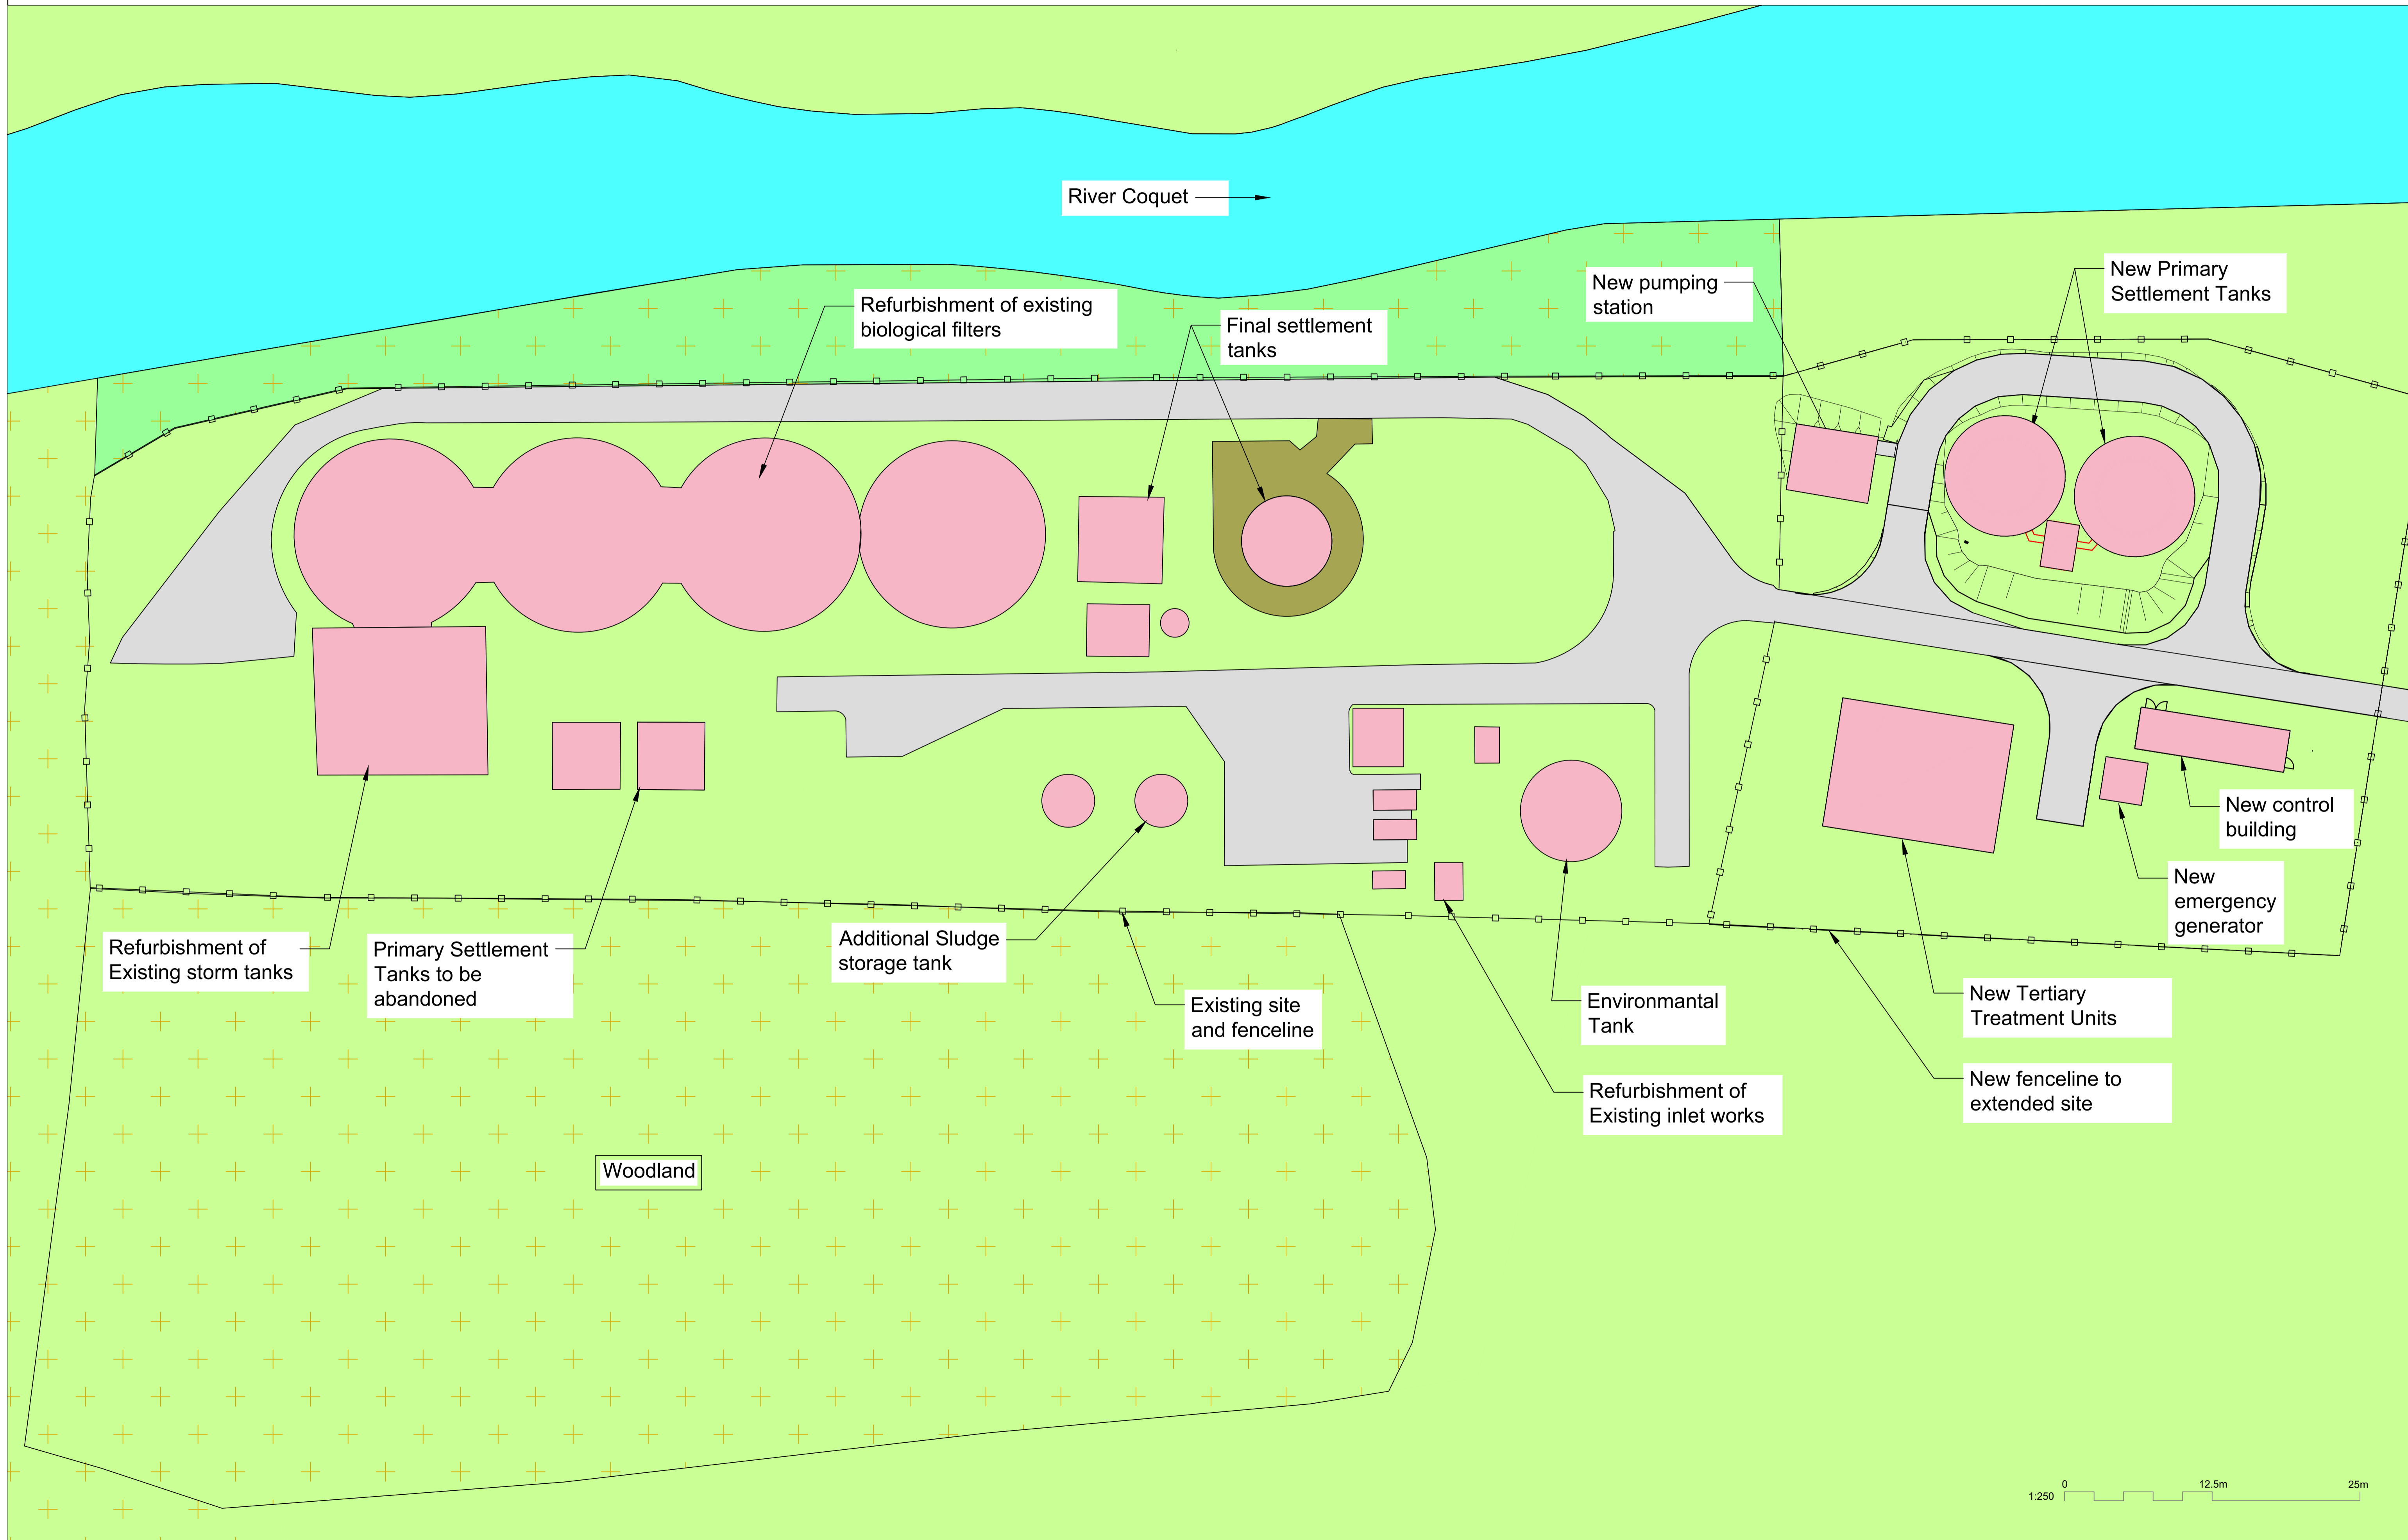 River Coquet
New pumping
station
New Primary
Settlement Tanks
Refurbishment of existing
biological filters
Final settlement
tanks
New control
building
New
emergency
generator
Refurbishment of
Existing storm tanks
Primary Settlement
Tanks to be
abandoned
Additional Sludge
storage tank
Existing site
and fenceline
Environmantal
Tank
New Tertiary
Treatment Units
Refurbishment of
Existing inlet works
New fenceline to
extended site
Woodland
1:250
0 12.5m 25m